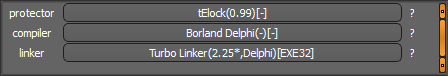 protector tElock(0.99)[-] ?
compiler Borland Delphi(-)[-] ?
linker Turbo Linker(2.25*,Delphi)[EXE32] ?